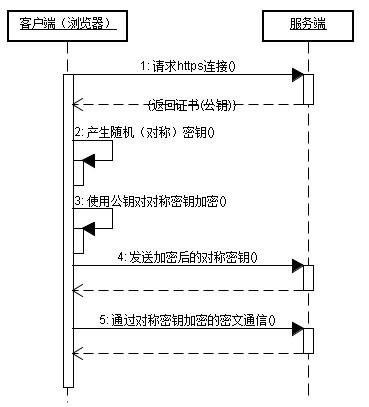 客户端（浏览器）
服务端
1: 请求https连接()
(返回证书(公钥))
2: 产生随机（对称）密钥()
3: 使用公钥对对称密钥加密()
4: 发送加密后的对称密钥()
5: 通过对称密钥加密的密文通信()